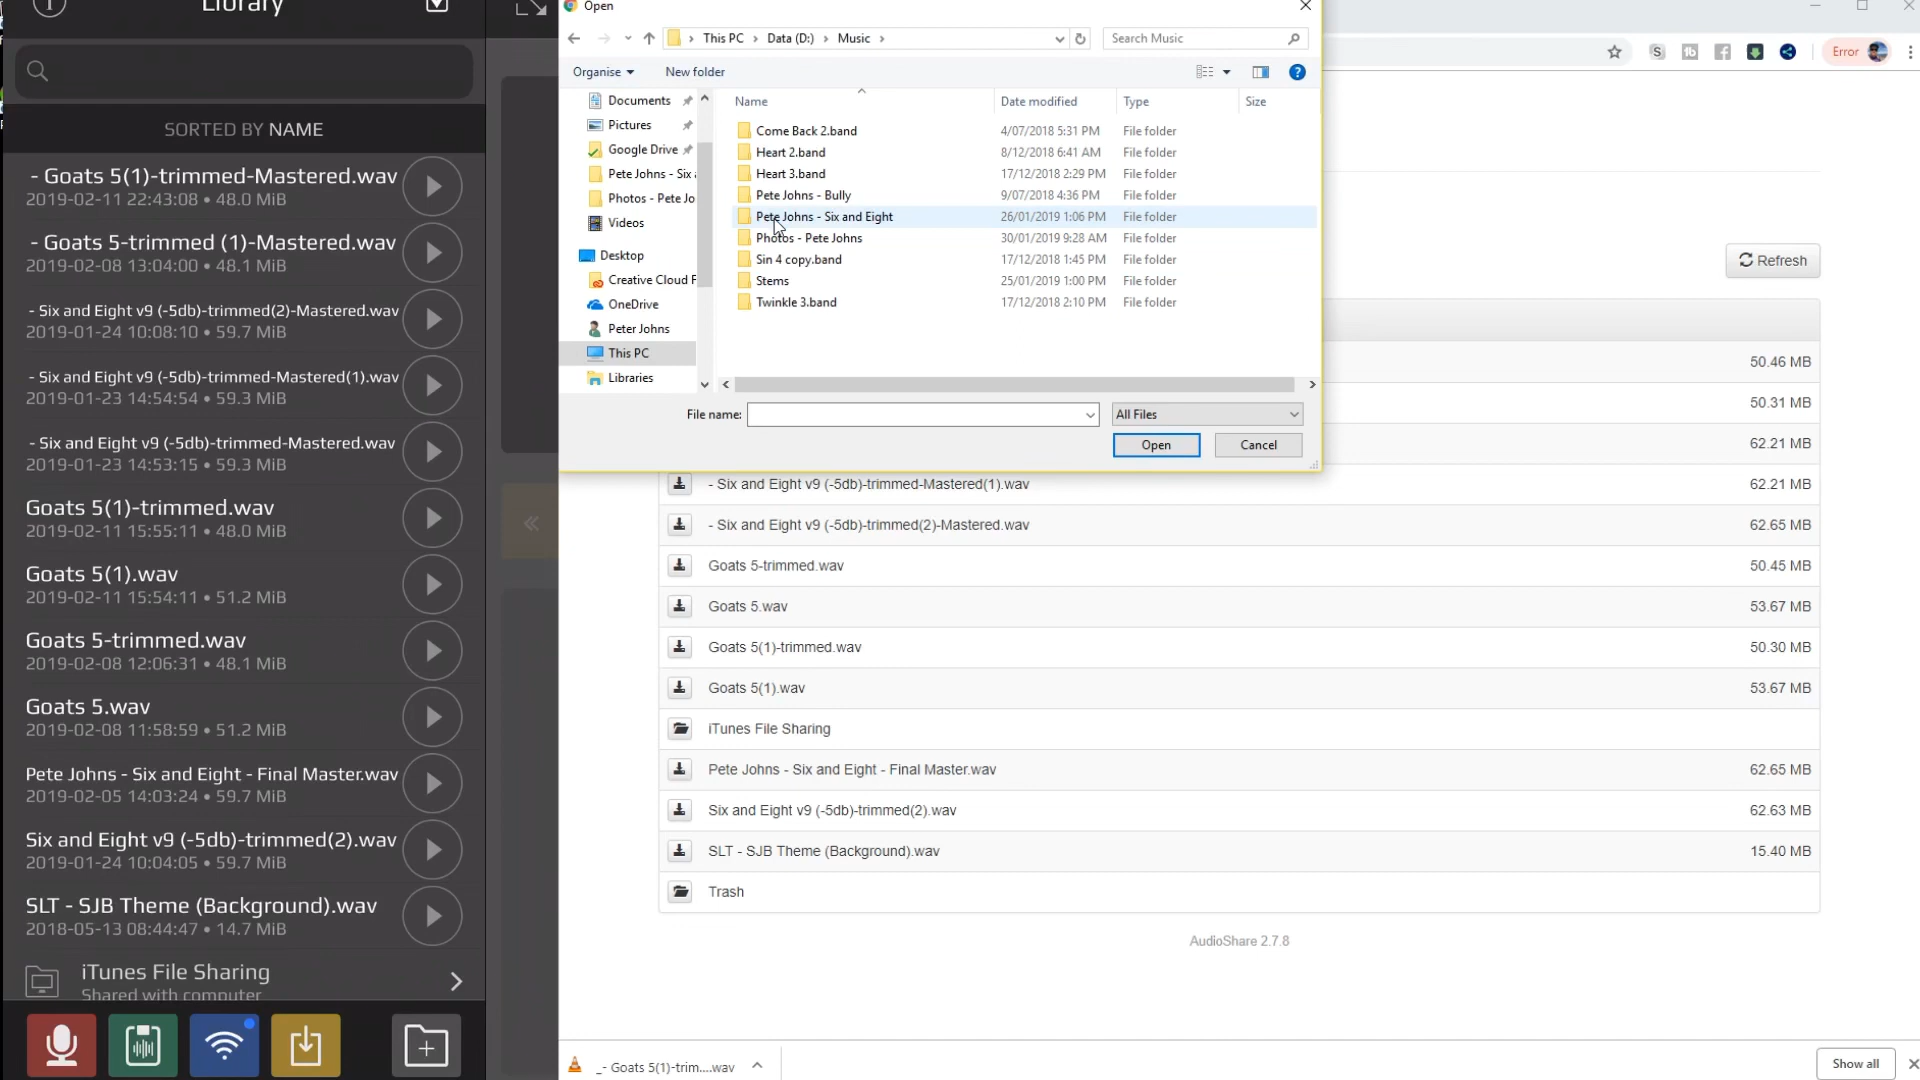 Library
SORTED BY NAME
- Goats 5(1)-trimmed-Mastered.wav
2019-02-11 22:43:08 • 48.0 MiB
- Goats 5-trimmed (1)-Mastered.wav
2019-02-08 13:04:00 • 48.1 MiB
- Six and Eight v9 (-5db)-trimmed(2)-Mastered.wav
2019-01-24 10:08:10 • 59.7 MiB
- Six and Eight v9 (-5db)-trimmed-Mastered(1).wav
2019-01-23 14:54:54 • 59.3 MiB
- Six and Eight v9 (-5db)-trimmed-Mastered.wav
2019-01-23 14:53:15 • 59.3 MiB
Goats 5(1)-trimmed.wav
2019-02-11 15:55:11 • 48.0 MiB
Goats 5(1).wav
2019-02-11 15:54:11 • 51.2 MiB
Goats 5-trimmed.wav
2019-02-08 12:06:31 • 48.1 MiB
Goats 5.wav
2019-02-08 11:58:59 • 51.2 MiB
Pete Johns - Six and Eight - Final Master.wav
2019-02-05 14:03:24 • 59.7 MiB
Six and Eight v9 (-5db)-trimmed(2).wav
2019-01-24 10:04:05 • 59.7 MiB
SLT - SJB Theme (Background).wav
2018-05-13 08:44:47 • 14.7 MiB
iTunes File Sharing
Shared with computer
Open
This PC > Data (D:) > Music >
Search Music
Organise
New folder
Documents
Pictures
Google Drive
Pete Johns - Six
Photos - Pete Jo
Videos
Desktop
Creative Cloud F
OneDrive
Peter Johns
This PC
Libraries
Name Date modified Type Size
Come Back 2.band 4/07/2018 5:31 PM File folder
Heart 2.band 8/12/2018 6:41 AM File folder
Heart 3.band 17/12/2018 2:29 PM File folder
Pete Johns - Bully 9/07/2018 4:36 PM File folder
Pete Johns - Six and Eight 26/01/2019 1:06 PM File folder
Photos - Pete Johns 30/01/2019 9:28 AM File folder
Sin 4 copy.band 17/12/2018 1:45 PM File folder
Stems 25/01/2019 1:00 PM File folder
Twinkle 3.band 17/12/2018 2:10 PM File folder
File name:
All Files
Open
Cancel
Error
Refresh
50.46 MB
50.31 MB
62.21 MB
- Six and Eight v9 (-5db)-trimmed-Mastered(1).wav 62.21 MB
- Six and Eight v9 (-5db)-trimmed(2)-Mastered.wav 62.65 MB
Goats 5-trimmed.wav 50.45 MB
Goats 5.wav 53.67 MB
Goats 5(1)-trimmed.wav 50.30 MB
Goats 5(1).wav 53.67 MB
iTunes File Sharing
Pete Johns - Six and Eight - Final Master.wav 62.65 MB
Six and Eight v9 (-5db)-trimmed(2).wav 62.63 MB
SLT - SJB Theme (Background).wav 15.40 MB
Trash
AudioShare 2.7.8
_- Goats 5(1)-trim....wav
Show all